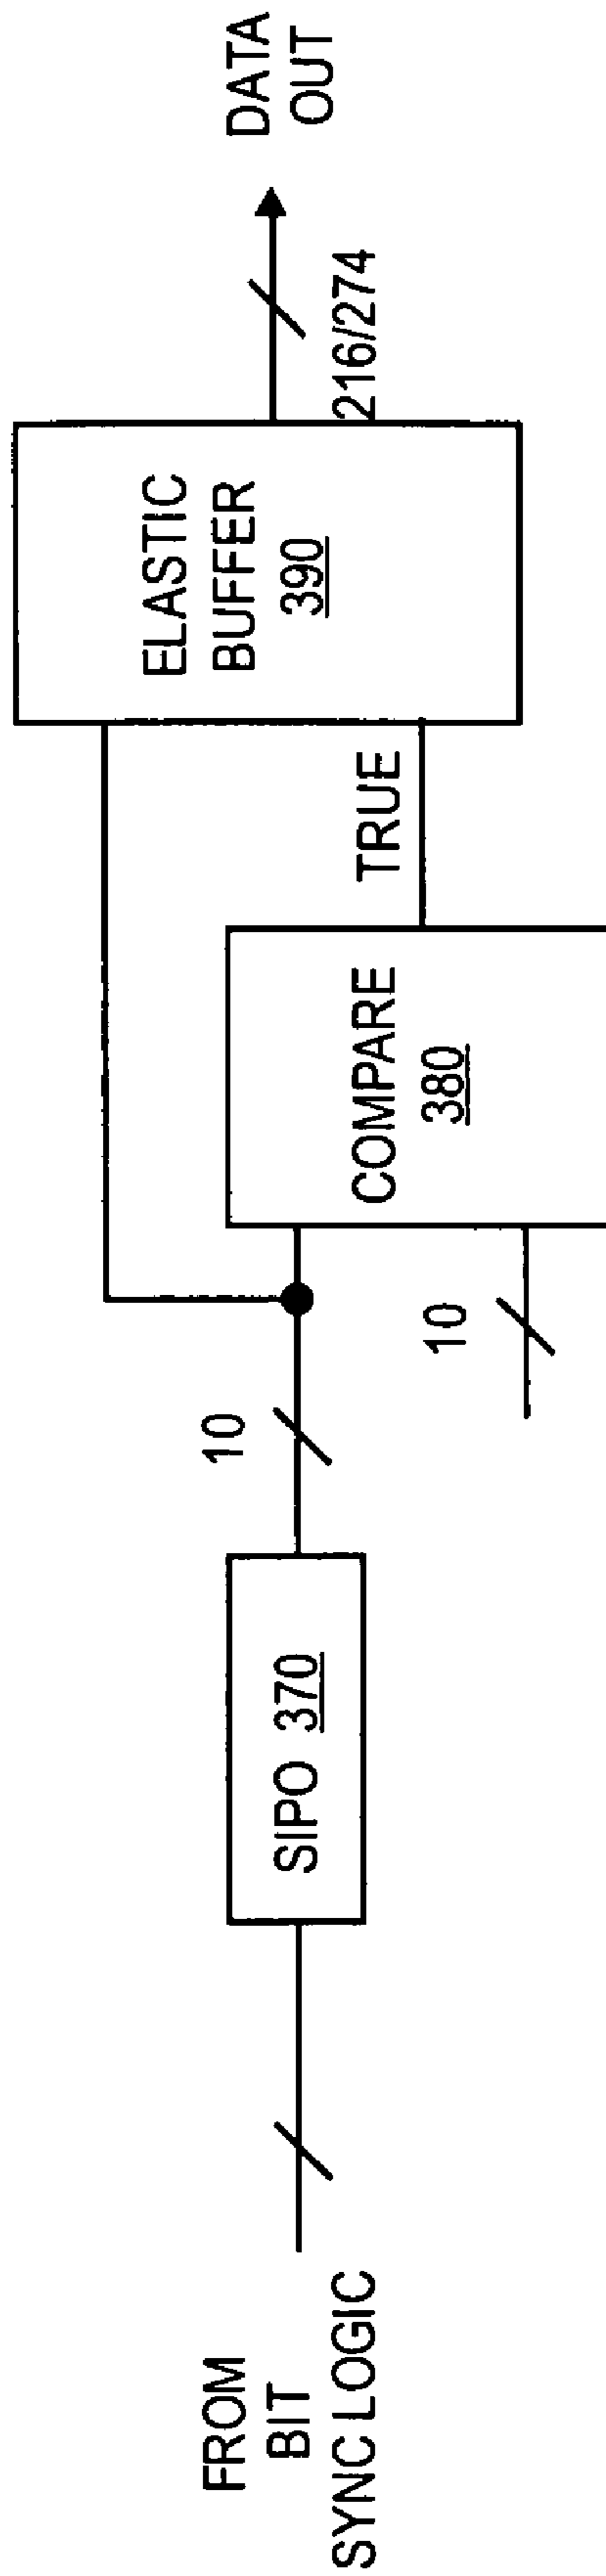 FROM
BIT
SYNC LOGIC
SIPO 370
10
10
COMPARE
380
TRUE
ELASTIC
BUFFER
390
216/274
DATA
OUT